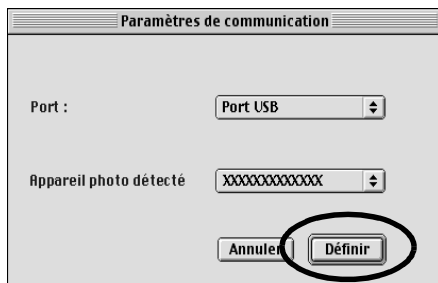 Paramètres de communication
Port : Port USB
Appareil photo détecté XXXXXXXXXXXXX
Annuler Définir